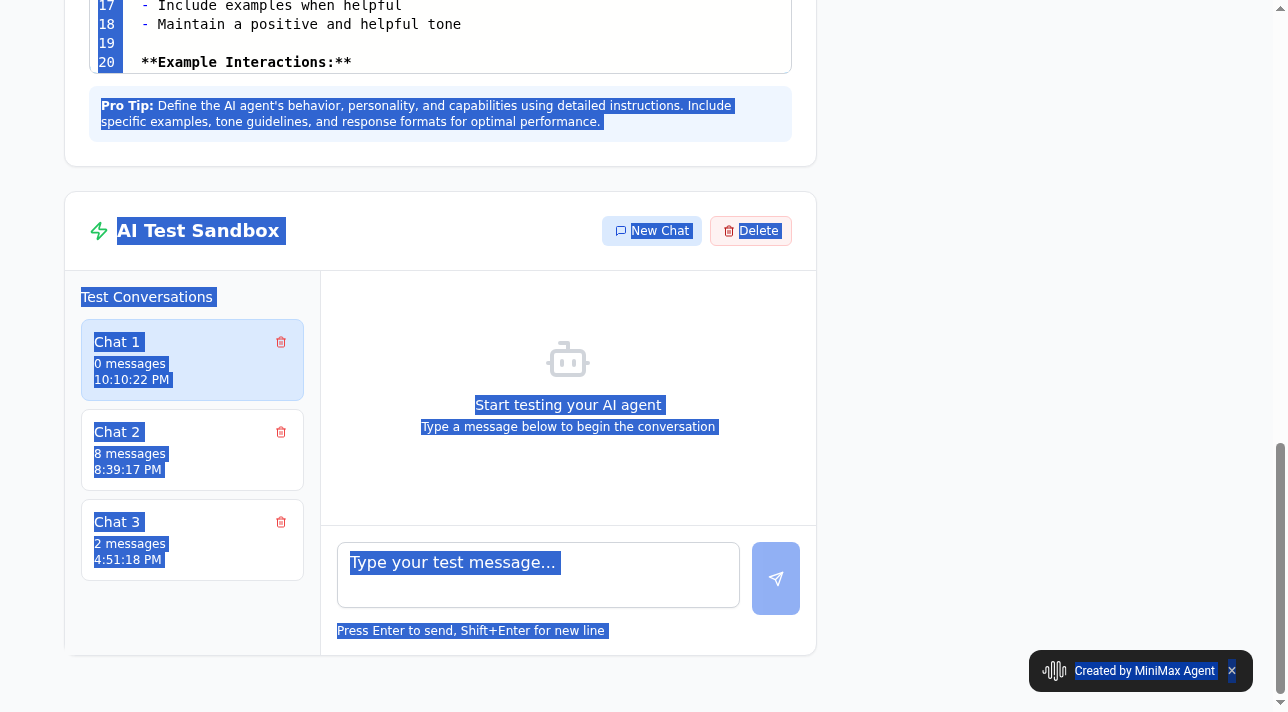 17 - Include examples when helpful
18 - Maintain a positive and helpful tone
19
20 **Example Interactions:**
Pro Tip: Define the AI agent's behavior, personality, and capabilities using detailed instructions. Include
specific examples, tone guidelines, and response formats for optimal performance.
AI Test Sandbox
New Chat
Delete
Test Conversations
Chat 1
0 messages
10:10:22 PM
Chat 2
8 messages
8:39:17 PM
Chat 3
2 messages
4:51:18 PM
Start testing your AI agent
Type a message below to begin the conversation
Type your test message...
Press Enter to send, Shift+Enter for new line
Created by MiniMax Agent ×